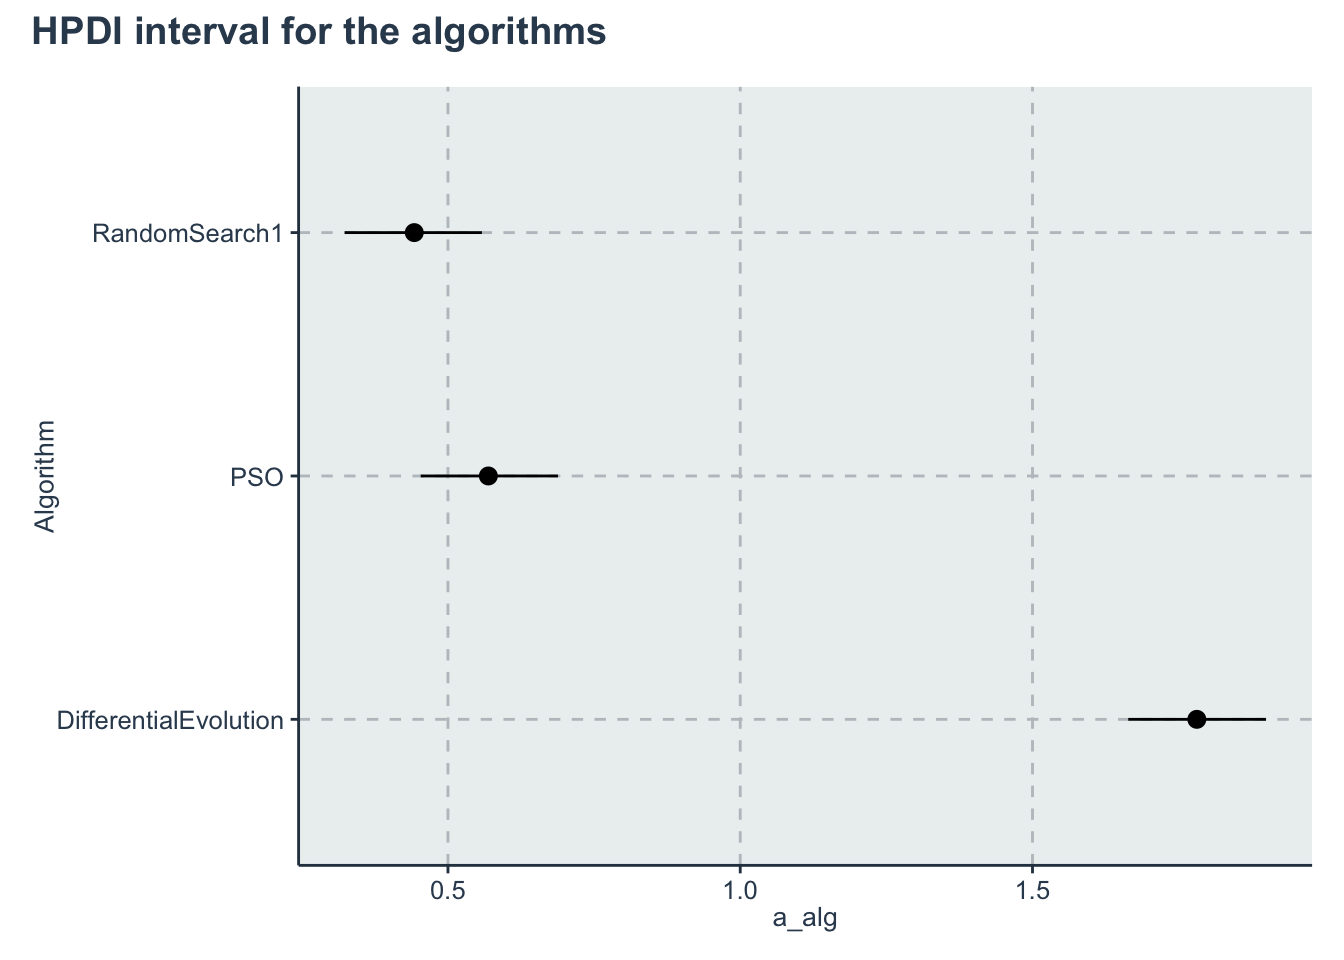 HPDI interval for the algorithms
RandomSearch1
PSO
DifferentialEvolution
Algorithm
0.5 1.0 1.5
a_alg